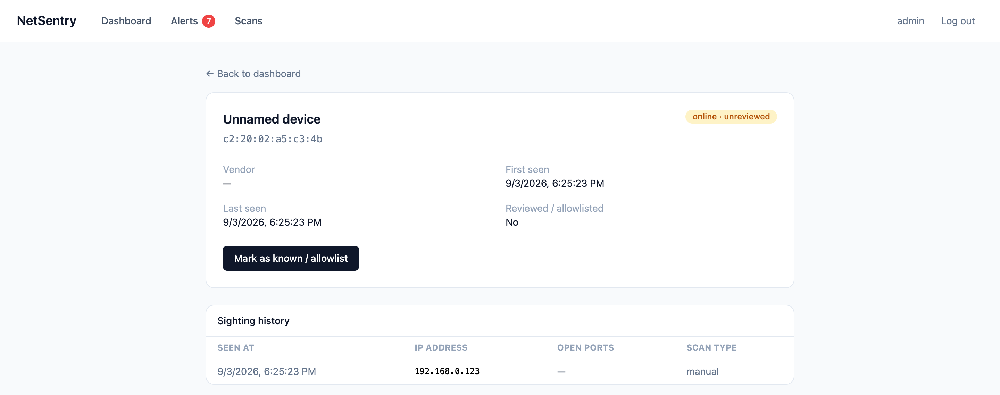 NetSentry Dashboard Alerts 7 Scans admin Log out
← Back to dashboard
Unnamed device online · unreviewed
c2:20:02:a5:c3:4b
Vendor First seen
— 9/3/2026, 6:25:23 PM
Last seen Reviewed / allowlisted
9/3/2026, 6:25:23 PM No
Mark as known / allowlist
Sighting history
SEEN AT IP ADDRESS OPEN PORTS SCAN TYPE
9/3/2026, 6:25:23 PM 192.168.0.123 — manual